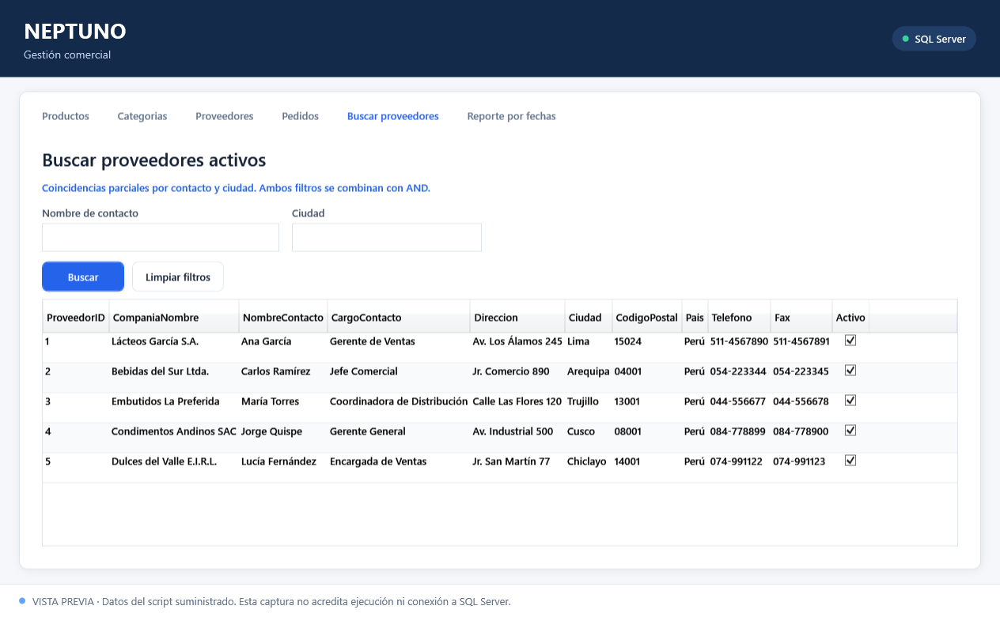 NEPTUNO
Gestión comercial
SQL Server
Productos Categorias Proveedores Pedidos Buscar proveedores Reporte por fechas
Buscar proveedores activos
Coincidencias parciales por contacto y ciudad. Ambos filtros se combinan con AND.
Nombre de contacto Ciudad
Buscar Limpiar filtros
ProveedorID CompaniaNombre NombreContacto CargoContacto Direccion Ciudad CodigoPostal Pais Telefono Fax Activo
1 Lácteos García S.A. Ana García Gerente de Ventas Av. Los Álamos 245 Lima 15024 Perú 511-4567890 511-4567891
2 Bebidas del Sur Ltda. Carlos Ramírez Jefe Comercial Jr. Comercio 890 Arequipa 04001 Perú 054-223344 054-223345
3 Embutidos La Preferida María Torres Coordinadora de Distribución Calle Las Flores 120 Trujillo 13001 Perú 044-556677 044-556678
4 Condimentos Andinos SAC Jorge Quispe Gerente General Av. Industrial 500 Cusco 08001 Perú 084-778899 084-778900
5 Dulces del Valle E.I.R.L. Lucía Fernández Encargada de Ventas Jr. San Martín 77 Chiclayo 14001 Perú 074-991122 074-991123
VISTA PREVIA · Datos del script suministrado. Esta captura no acredita ejecución ni conexión a SQL Server.